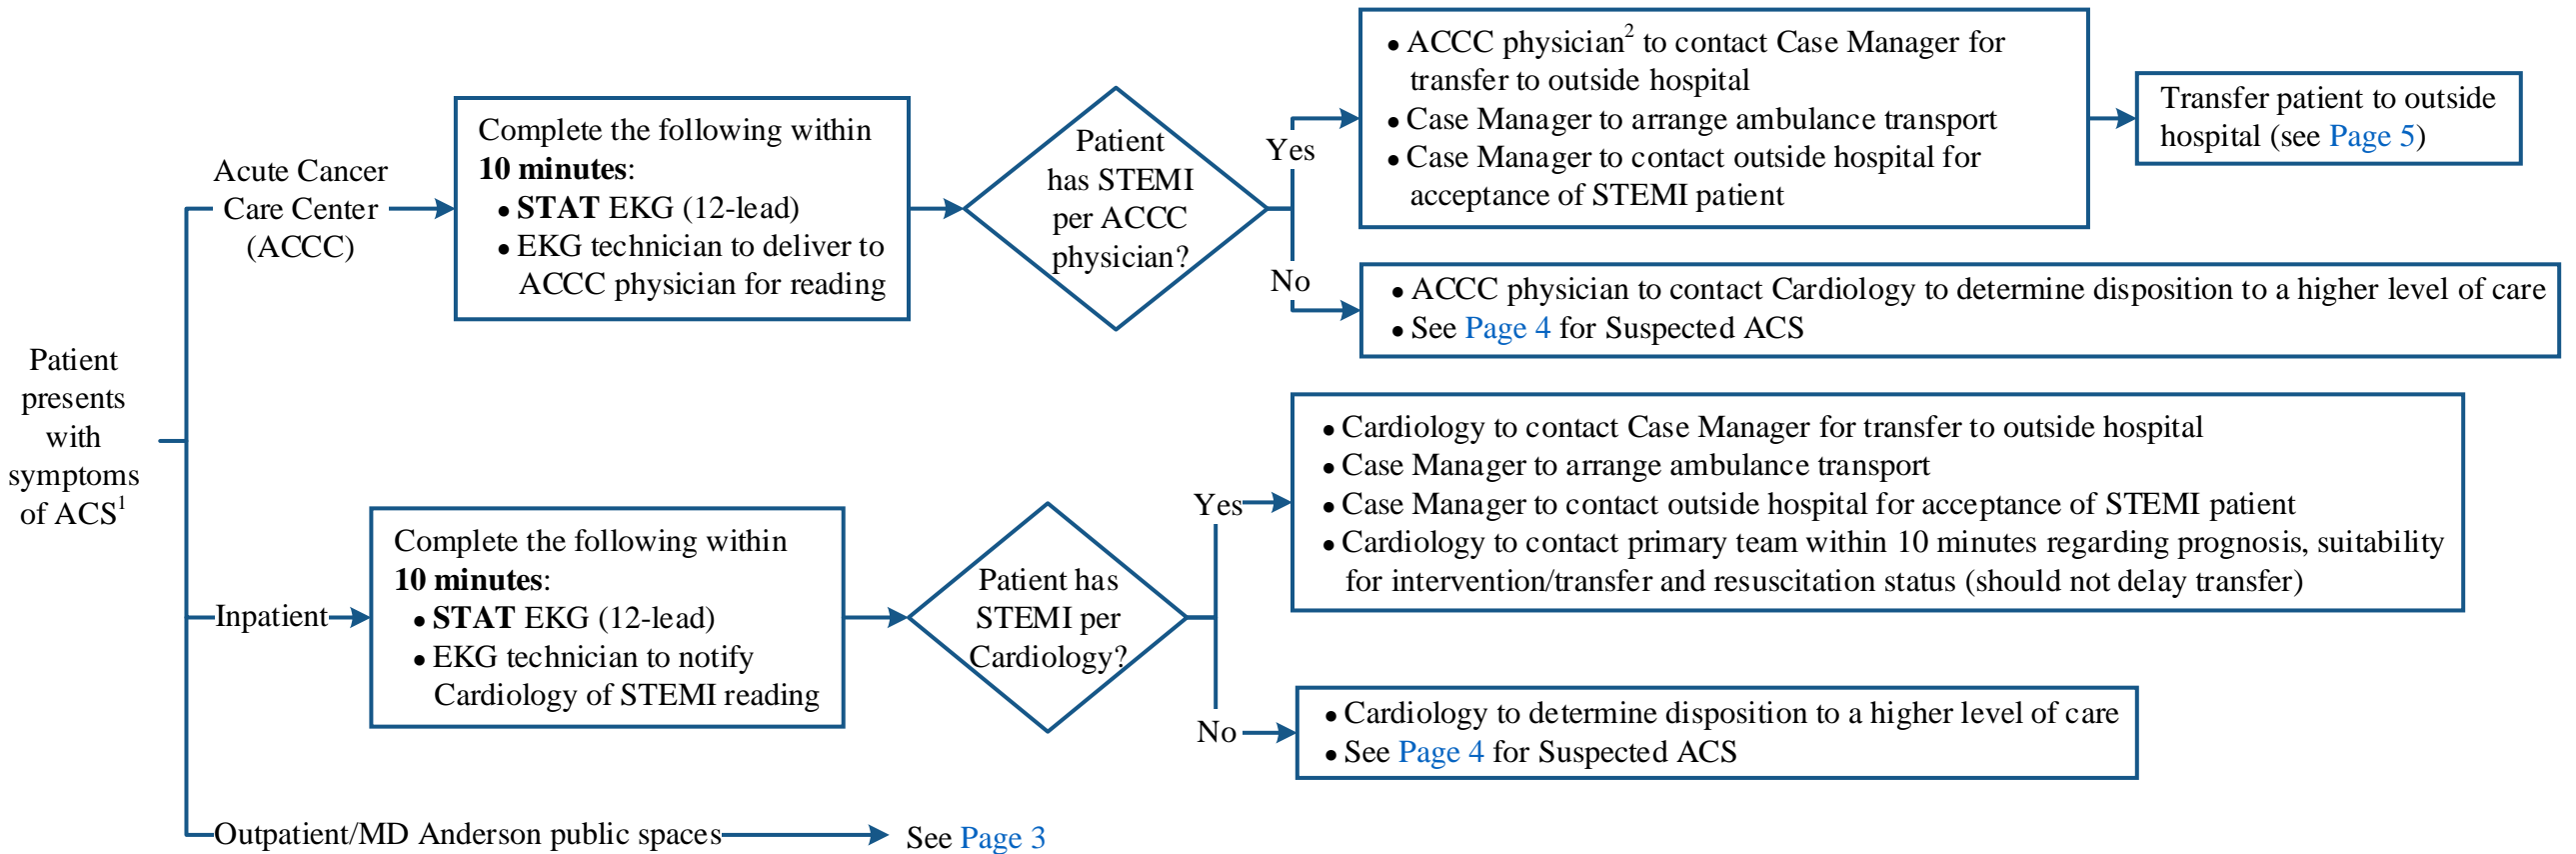 Patient
presents
with
symptoms
of ACS1
Acute Cancer
Care Center
(ACCC)
Complete the following within
10 minutes:
• STAT EKG (12-lead)
• EKG technician to deliver to
ACCC physician for reading
Patient
has STEMI
per ACCC
physician?
Yes
• ACCC physician2 to contact Case Manager for
transfer to outside hospital
• Case Manager to arrange ambulance transport
• Case Manager to contact outside hospital for
acceptance of STEMI patient
Transfer patient to outside
hospital (see Page 5)
No
• ACCC physician to contact Cardiology to determine disposition to a higher level of care
• See Page 4 for Suspected ACS
Inpatient
Complete the following within
10 minutes:
• STAT EKG (12-lead)
• EKG technician to notify
Cardiology of STEMI reading
Patient has
STEMI per
Cardiology?
Yes
• Cardiology to contact Case Manager for transfer to outside hospital
• Case Manager to arrange ambulance transport
• Case Manager to contact outside hospital for acceptance of STEMI patient
• Cardiology to contact primary team within 10 minutes regarding prognosis, suitability
for intervention/transfer and resuscitation status (should not delay transfer)
No
• Cardiology to determine disposition to a higher level of care
• See Page 4 for Suspected ACS
Outpatient/MD Anderson public spaces
See Page 3